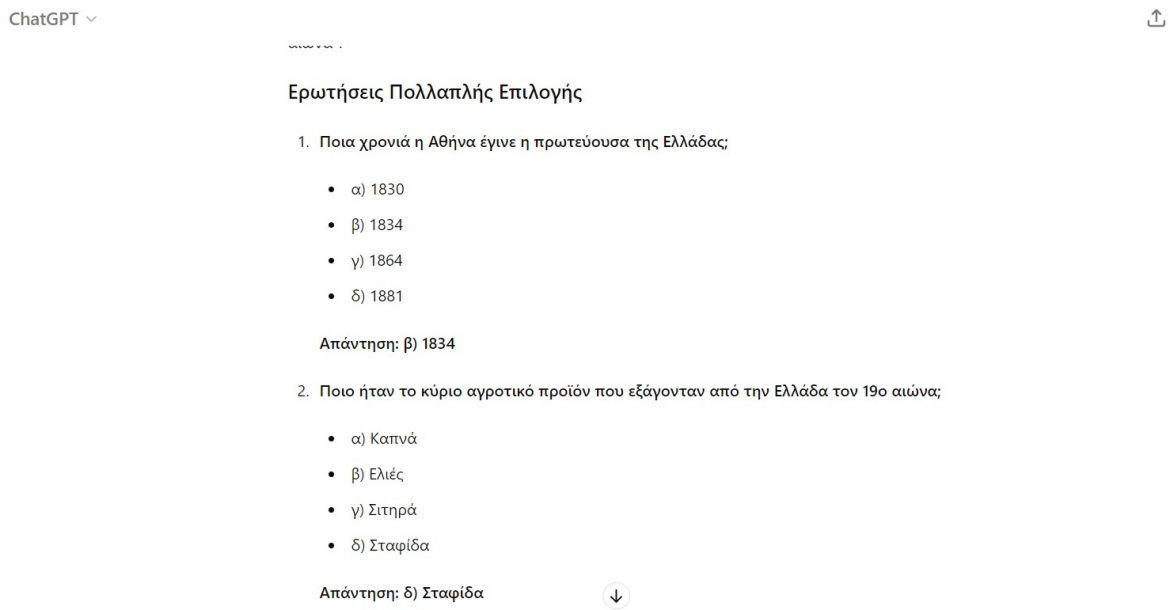 ChatGPT
Ερωτήσεις Πολλαπλής Επιλογής
1. Ποια χρονιά η Αθήνα έγινε η πρωτεύουσα της Ελλάδας;
• α) 1830
• β) 1834
• γ) 1864
• δ) 1881
Απάντηση: β) 1834
2. Ποιο ήταν το κύριο αγροτικό προϊόν που εξάγονταν από την Ελλάδα τον 19ο αιώνα;
• α) Καπνά
• β) Ελιές
• γ) Σιτηρά
• δ) Σταφίδα
Απάντηση: δ) Σταφίδα